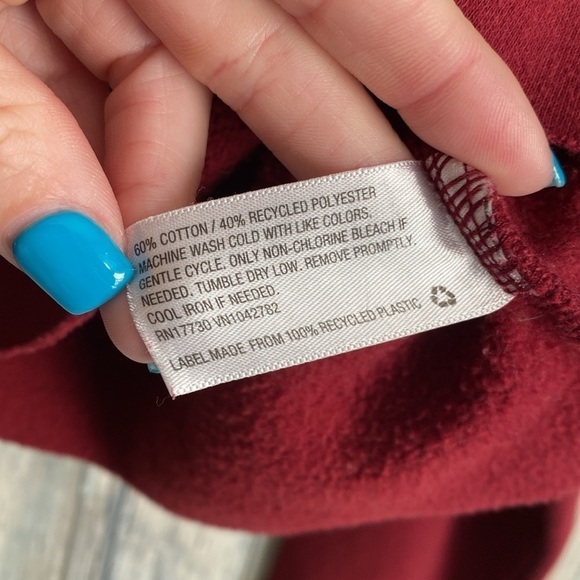 60% COTTON / 40% RECYCLED POLYESTER
MACHINE WASH COLD WITH LIKE COLORS.
GENTLE CYCLE. ONLY NON-CHLORINE BLEACH IF
NEEDED. TUMBLE DRY LOW. REMOVE PROMPTLY.
COOL IRON IF NEEDED.
RN17730 VN1042782
LABEL MADE FROM 100% RECYCLED PLASTIC